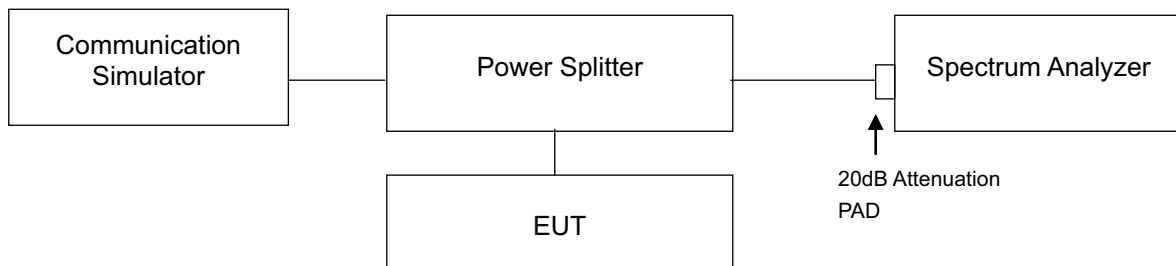 Communication
Simulator
Power Splitter
Spectrum Analyzer
20dB Attenuation
PAD
EUT